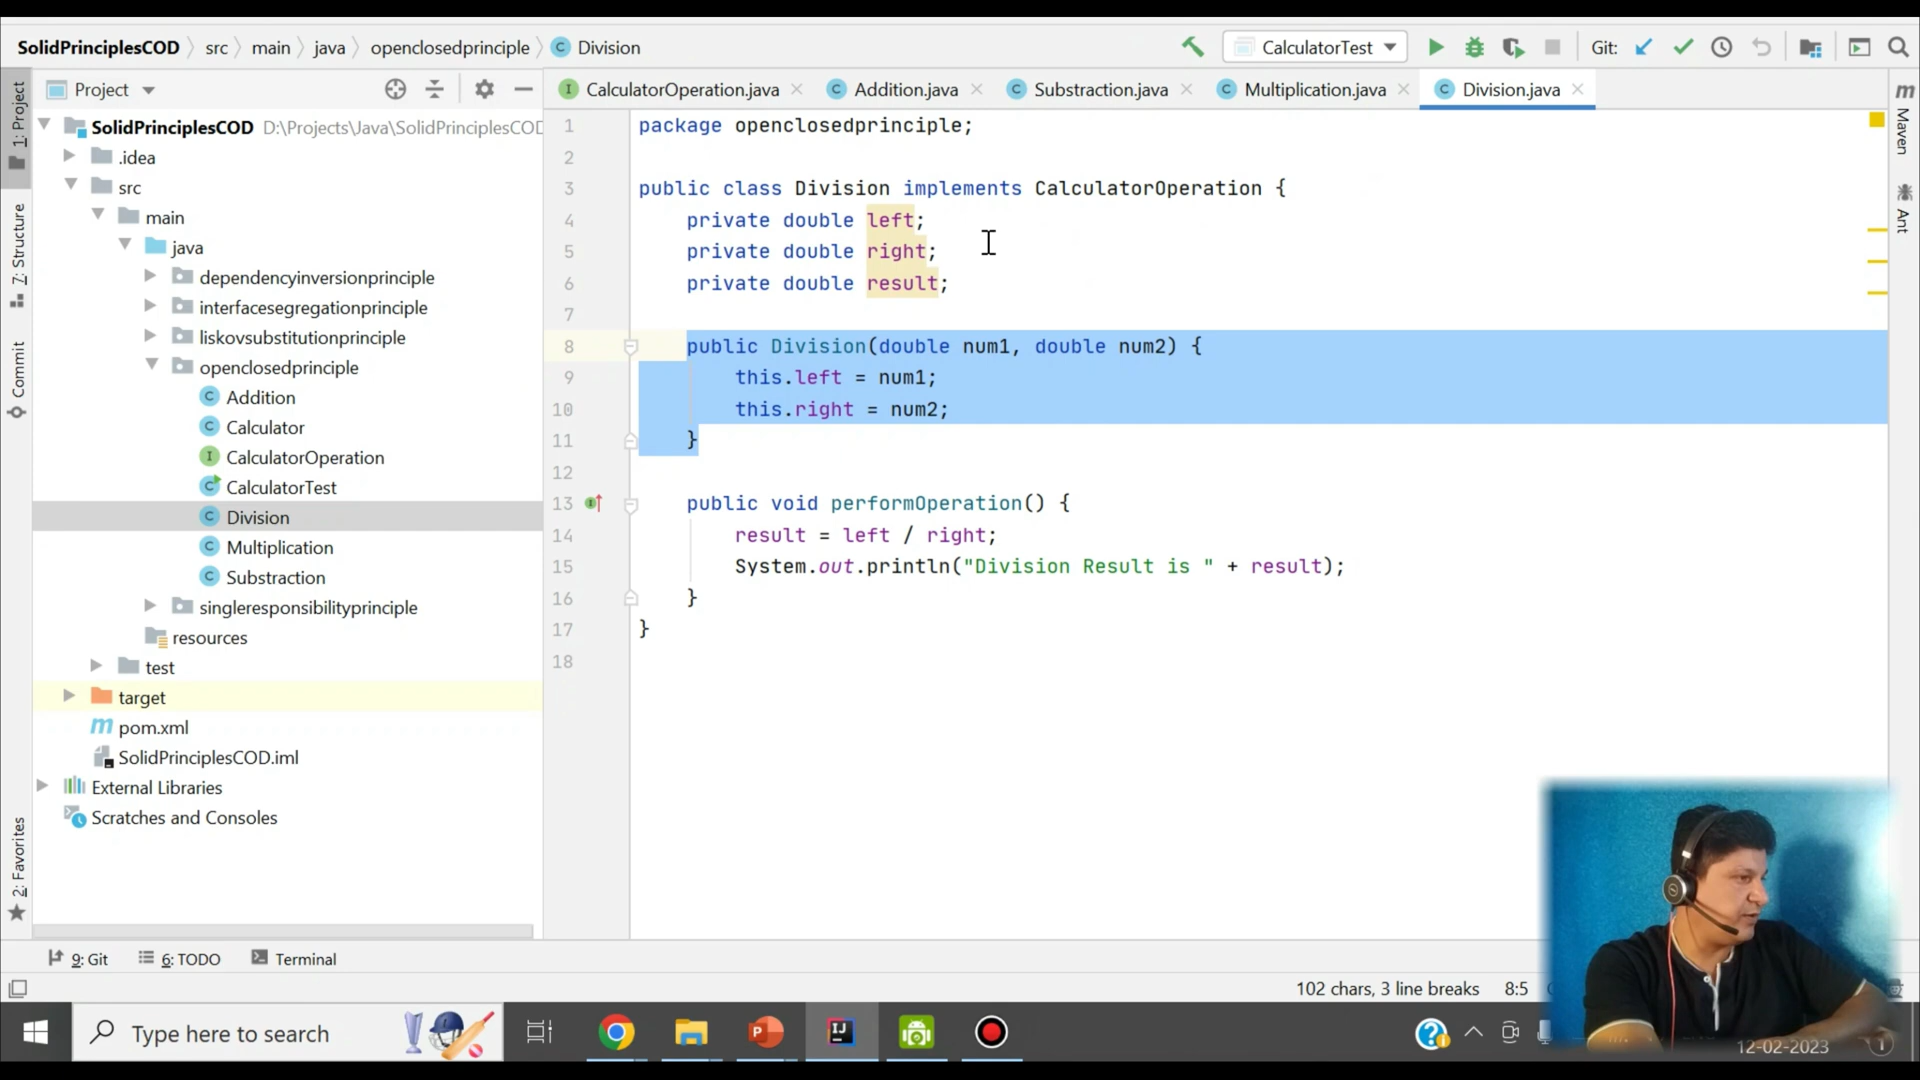 SolidPrinciplesCOD src main java openclosedprinciple Division
CalculatorTest
Git:
Project
CalculatorOperation.java
Addition.java
Substraction.java
Multiplication.java
Division.java
1: Project
7: Structure
Commit
2: Favorites
SolidPrinciplesCOD D:\Projects\Java\SolidPrinciplesCOD
.idea
src
main
java
dependencyinversionprinciple
interfacesegregationprinciple
liskovsubstitutionprinciple
openclosedprinciple
Addition
Calculator
CalculatorOperation
CalculatorTest
Division
Multiplication
Substraction
singleresponsibilityprinciple
resources
test
target
pom.xml
SolidPrinciplesCOD.iml
External Libraries
Scratches and Consoles
1 package openclosedprinciple;
2
3 public class Division implements CalculatorOperation {
4 private double left;
5 private double right;
6 private double result;
7
8 public Division(double num1, double num2) {
9 this.left = num1;
10 this.right = num2;
11 }
12
13 public void performOperation() {
14 result = left / right;
15 System.out.println("Division Result is " + result);
16 }
17 }
18
Maven
Ant
9: Git
6: TODO
Terminal
102 chars, 3 line breaks 8:5
Type here to search
12-02-2023